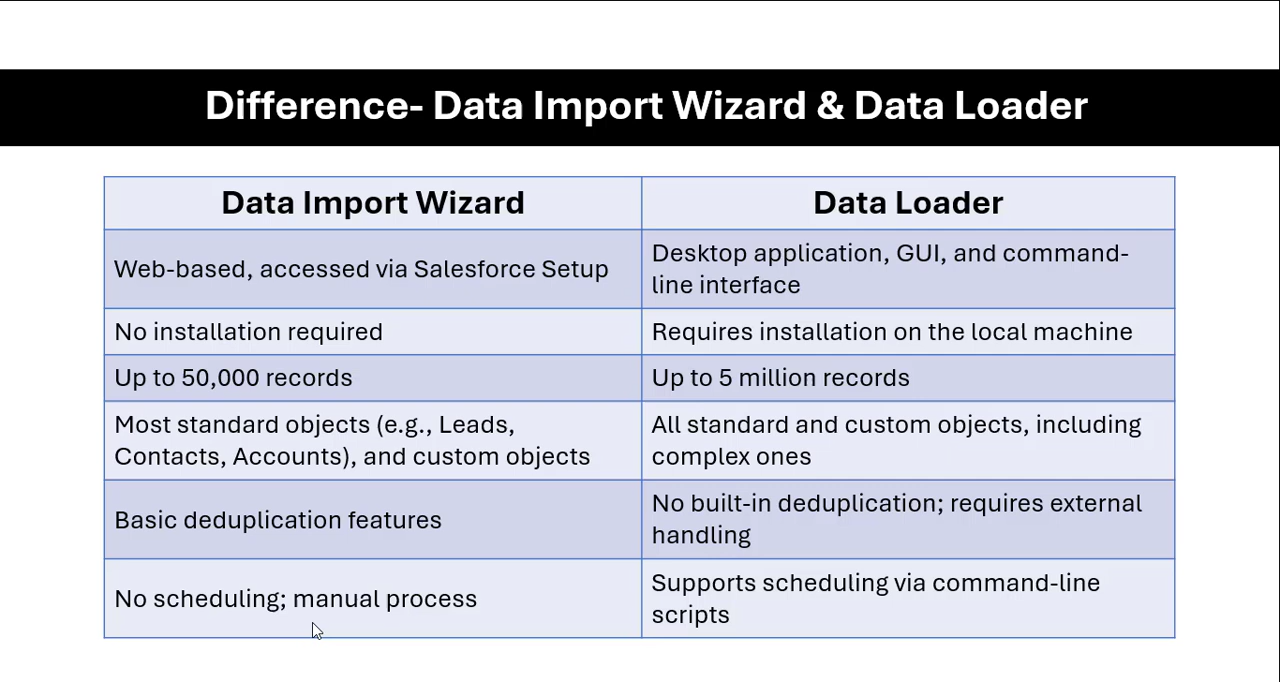 Difference- Data Import Wizard & Data Loader
Data Import Wizard
Data Loader
Web-based, accessed via Salesforce Setup
Desktop application, GUI, and command-
line interface
No installation required
Requires installation on the local machine
Up to 50,000 records
Up to 5 million records
Most standard objects (e.g., Leads,
Contacts, Accounts), and custom objects
All standard and custom objects, including
complex ones
Basic deduplication features
No built-in deduplication; requires external
handling
No scheduling; manual process
Supports scheduling via command-line
scripts